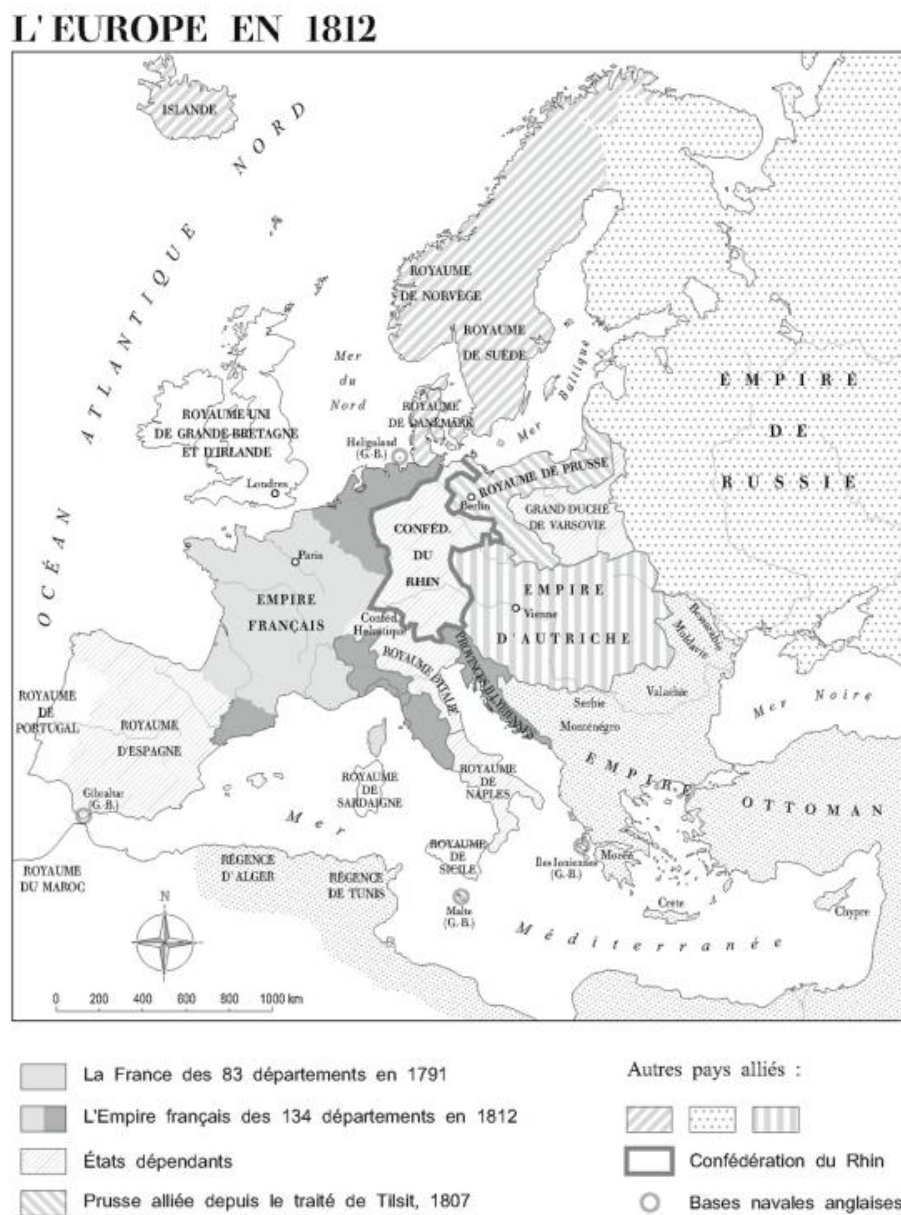 L'EUROPE EN 1812
ISLANDE
OCÉAN ATLANTIQUE NORD
ROYAUME
DE NORVÈGE
ROYAUME
DE SUÈDE
Mer
du
Nord
Mer Baltique
ROYAUME
DE DANEMARK
ROYAUME-UNI
DE GRANDE-BRETAGNE
ET D'IRLANDE
Heligoland
(G.-B.)
Londres
EMPIRE
DE
RUSSIE
ROYAUME DE PRUSSE
Berlin
GRAND-DUCHÉ
DE VARSOVIE
CONFÉD.
DU
RHIN
Paris
EMPIRE
FRANÇAIS
EMPIRE
Vienne
D'AUTRICHE
Conféd.
Helvétique
Bessarabie
Moldavie
ROYAUME D'ITALIE
PROVINCES ILLYRIENNES
Serbie
Valachie
Monténégro
Mer Noire
ROYAUME
DE
PORTUGAL
ROYAUME
D'ESPAGNE
Gibraltar
(G.-B.)
ROYAUME
DE
SARDAIGNE
ROYAUME
DE
NAPLES
EMPIRE
OTTOMAN
Mer
Méditerranée
ROYAUME
DU MAROC
RÉGENCE
D'ALGER
RÉGENCE
DE TUNIS
ROYAUME
DE
SICILE
Iles Ioniennes
(G.-B.)
Morée
Malte
(G.-B.)
Crète
Chypre
N
0 200 400 600 800 1000 km
La France des 83 départements en 1791
L'Empire français des 134 départements en 1812
États dépendants
Prusse alliée depuis le traité de Tilsit, 1807
Autres pays alliés :
Confédération du Rhin
Bases navales anglaises